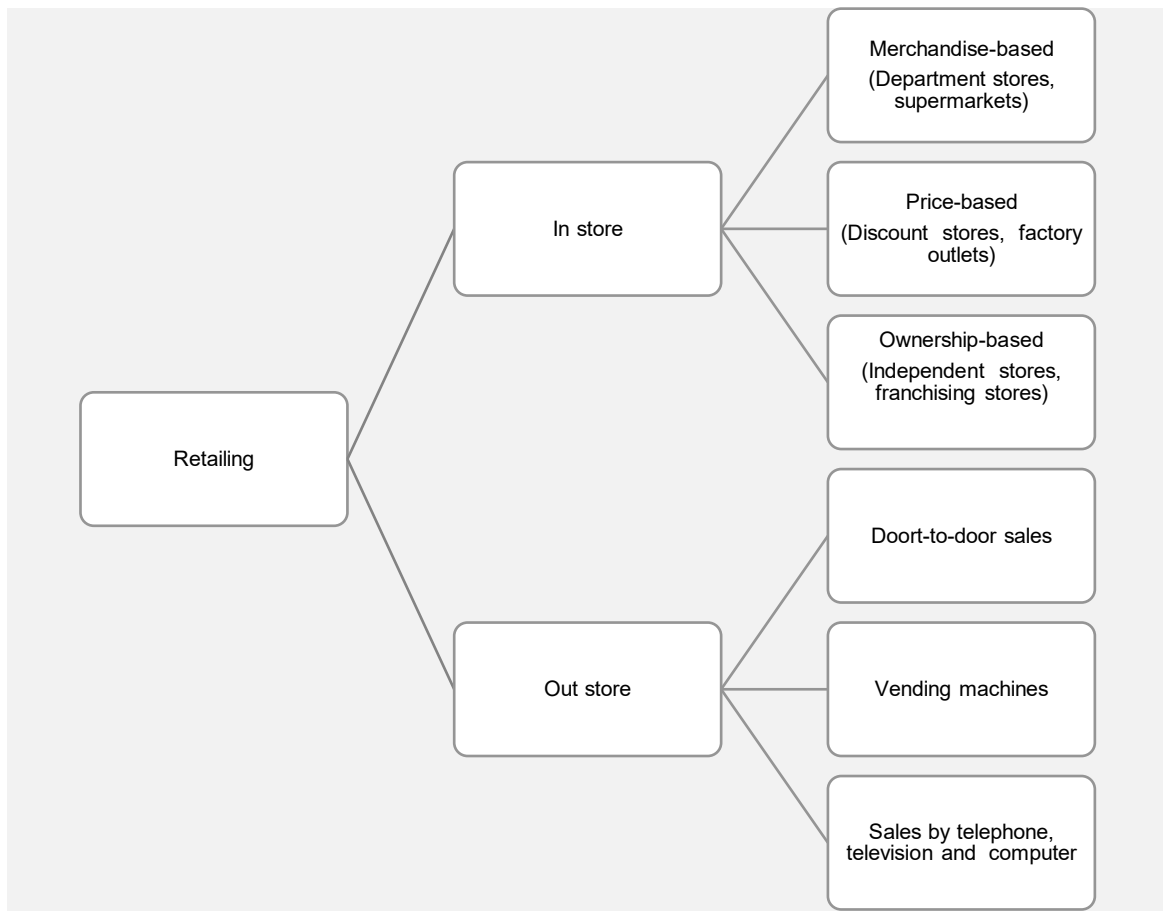 Merchandise-based
(Department stores,
supermarkets)
In store
Price-based
(Discount stores, factory
outlets)
Ownership-based
(Independent stores,
franchising stores)
Retailing
Doort-to-door sales
Out store
Vending machines
Sales by telephone,
television and computer